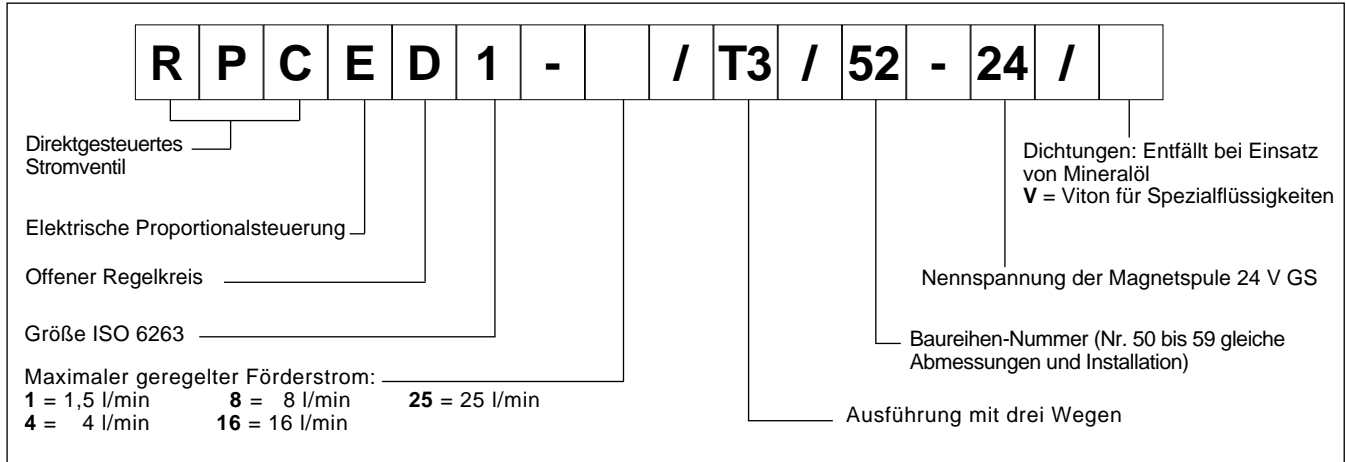 R P C E D 1 - / T3 / 52 - 24 /
Direktgesteuertes
Stromventil
Elektrische Proportionalsteuerung
Offener Regelkreis
Größe ISO 6263
Maximaler geregelter Förderstrom:
1 = 1,5 l/min 8 = 8 l/min 25 = 25 l/min
4 = 4 l/min 16 = 16 l/min
Dichtungen: Entfällt bei Einsatz
von Mineralöl
V = Viton für Spezialflüssigkeiten
Nennspannung der Magnetspule 24 V GS
Baureihen-Nummer (Nr. 50 bis 59 gleiche
Abmessungen und Installation)
Ausführung mit drei Wegen